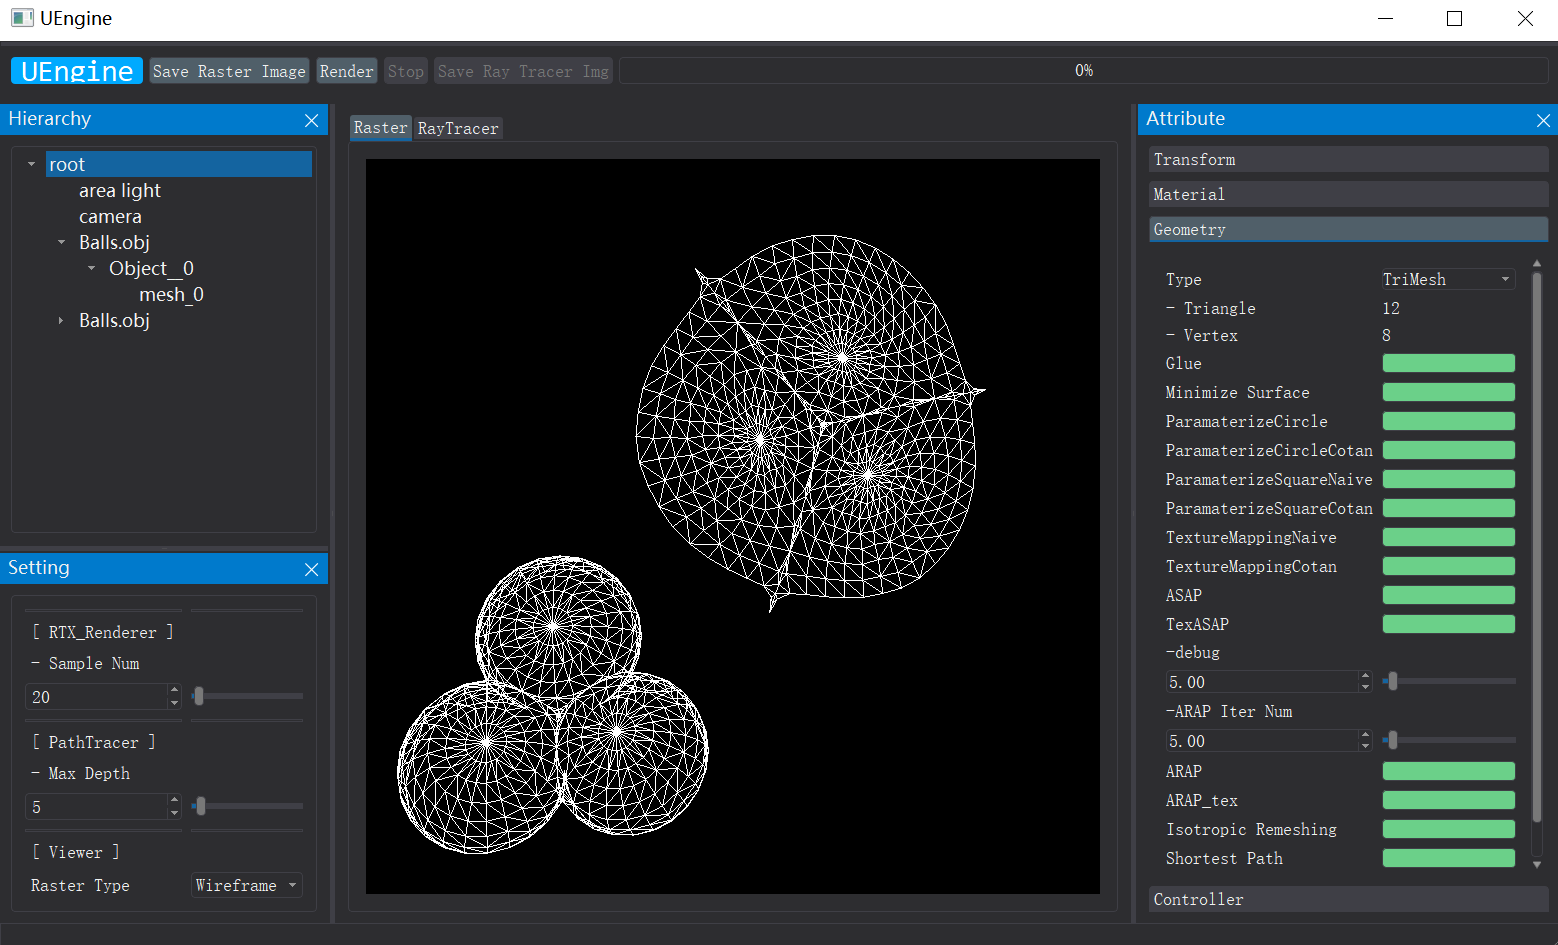 UEngine
UEngine Save Raster Image Render Stop Save Ray Tracer Img 0%
Hierarchy
root
area light
camera
Balls.obj
Object__0
mesh_0
Balls.obj
Setting
[ RTX_Renderer ]
- Sample Num
20
[ PathTracer ]
- Max Depth
5
[ Viewer ]
Raster Type Wireframe
Raster RayTracer
Attribute
Transform
Material
Geometry
Type TriMesh
- Triangle 12
- Vertex 8
Glue
Minimize Surface
ParamaterizeCircle
ParamaterizeCircleCotan
ParamaterizeSquareNaive
ParamaterizeSquareCotan
TextureMappingNaive
TextureMappingCotan
ASAP
TexASAP
-debug
5.00
-ARAP Iter Num
5.00
ARAP
ARAP_tex
Isotropic Remeshing
Shortest Path
Controller